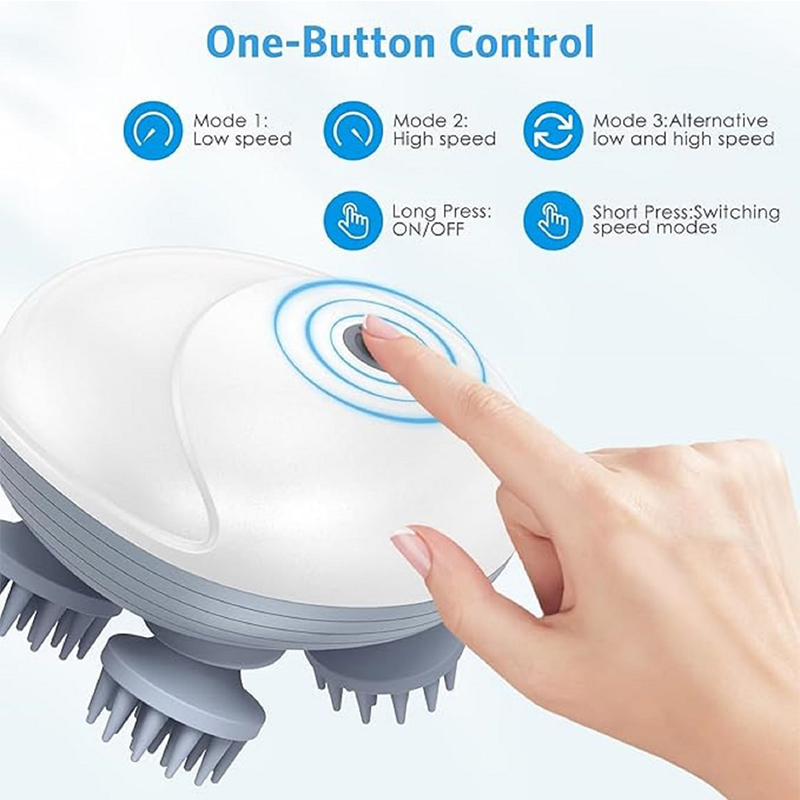 One-Button Control
Mode 1:
Low speed
Mode 2:
High speed
Mode 3:Alternative
low and high speed
Long Press:
ON/OFF
Short Press:Switching
speed modes